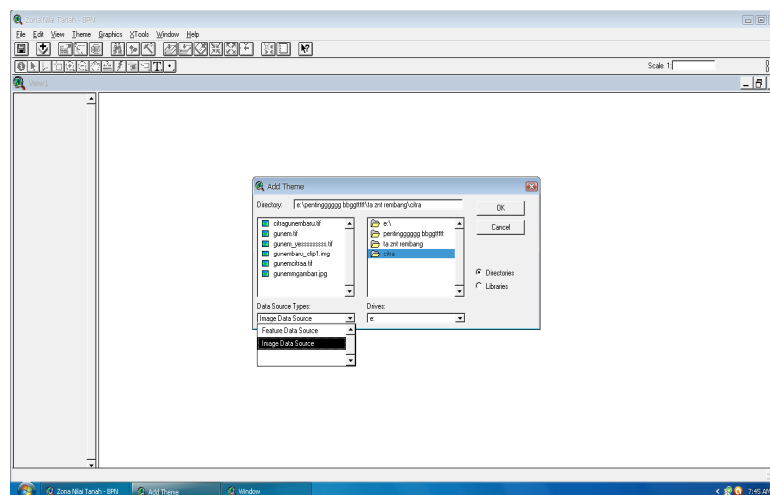 Zona Nilai Tanah - BPN
File Edit View Theme Graphics XTools Window Help
Scale 1:
View1
Add Theme
Directory: e:\pentingggggg bbggttttt\ta znt rembang\citra
OK
Cancel
citragunembaru.tif
gunem.tif
gunem_yesssssssss.tif
gunembaru_clip1.img
gunemcitraa.tif
gunemngambarr.jpg
e:\
pentingggggg bbggttttt
ta znt rembang
citra
Directories
Libraries
Data Source Types:
Drives:
Image Data Source
e:
Feature Data Source
Image Data Source
Zona Nilai Tanah - BPN
Add Theme
Window
7:45 AM